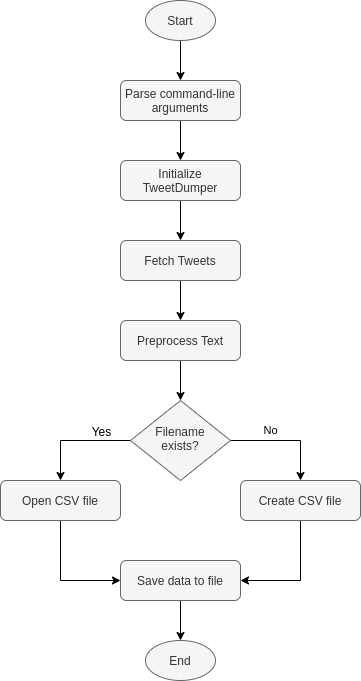 Start
Parse command-line
arguments
Initialize
TweetDumper
Fetch Tweets
Preprocess Text
Filename
exists?
Yes
No
Open CSV file
Create CSV file
Save data to file
End